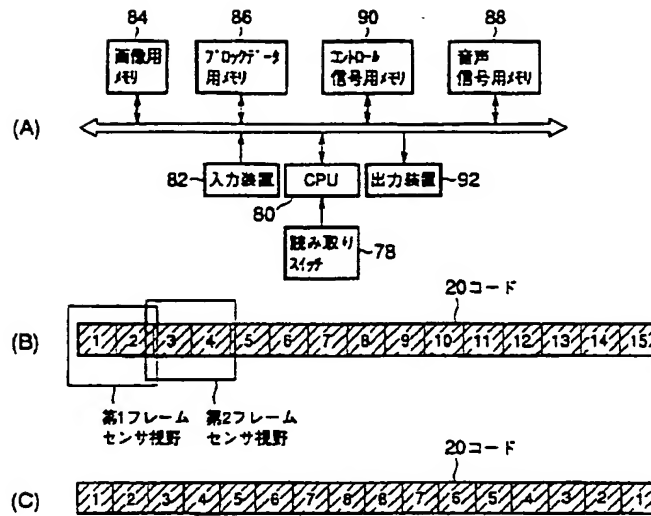 84
86
90
88
画像用
ﾒﾓﾘ
ﾌﾞﾛｯｸﾃﾞｰﾀ
用ﾒﾓﾘ
ｺﾝﾄﾛｰﾙ
信号用ﾒﾓﾘ
音声
信号用ﾒﾓﾘ
(A)
82 入力装置
CPU
80
出力装置 92
読み取り
スイッチ
78
20コード
(B) 1 2 3 4 5 6 7 8 9 10 11 12 13 14 15
第1フレーム
センサ視野
第2フレーム
センサ視野
20コード
(C) 1 2 3 4 5 6 7 8 8 7 6 5 4 3 2 1